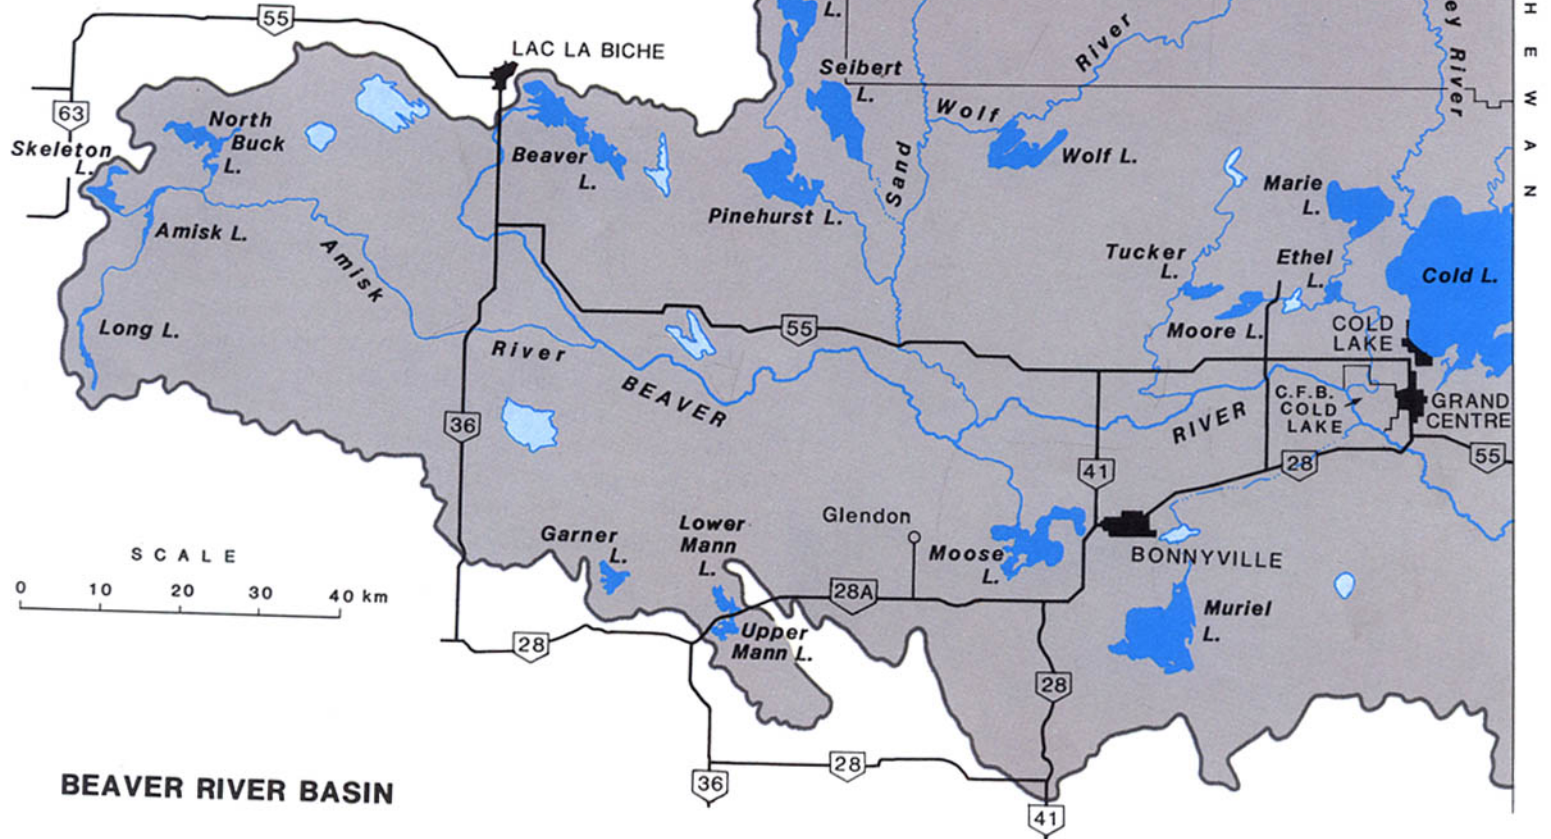 55
LAC LA BICHE
L.
Seibert
L.
River
ey River
H E W A N
63
North
Buck
L.
Skeleton
L.
Beaver
L.
Wolf
Wolf L.
Sand
Marie
L.
Pinehurst L.
Amisk L.
Amisk
Tucker
L.
Ethel
L.
Cold L.
Long L.
55
Moore L.
COLD
LAKE
River
BEAVER
RIVER
C.F.B.
COLD
LAKE
GRAND
CENTRE
36
41
28
55
Glendon
Garner
L.
Lower
Mann
L.
Moose
L.
BONNYVILLE
SCALE
0 10 20 30 40 km
28A
Muriel
L.
Upper
Mann L.
28
28
28
36
41
BEAVER RIVER BASIN